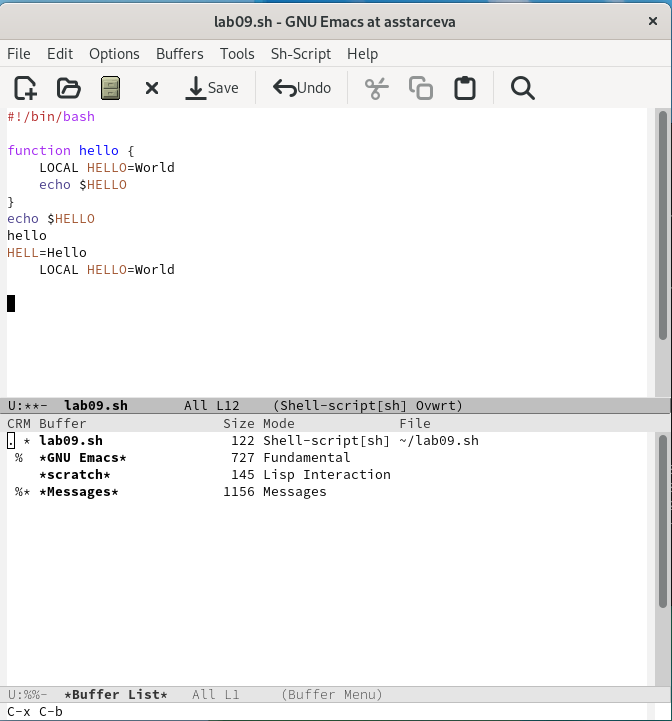 lab09.sh - GNU Emacs at asstarceva ×
File Edit Options Buffers Tools Sh-Script Help
Save Undo
#!/bin/bash
function hello {
    LOCAL HELLO=World
    echo $HELLO
}
echo $HELLO
hello
HELL=Hello
    LOCAL HELLO=World
U:**-  lab09.sh       All L12    (Shell-script[sh] Ovwrt)
CRM Buffer                 Size Mode             File
. * lab09.sh                122 Shell-script[sh] ~/lab09.sh
 %  *GNU Emacs*             727 Fundamental
    *scratch*               145 Lisp Interaction
 %* *Messages*             1156 Messages
U:%%-  *Buffer List*   All L1     (Buffer Menu)
C-x C-b